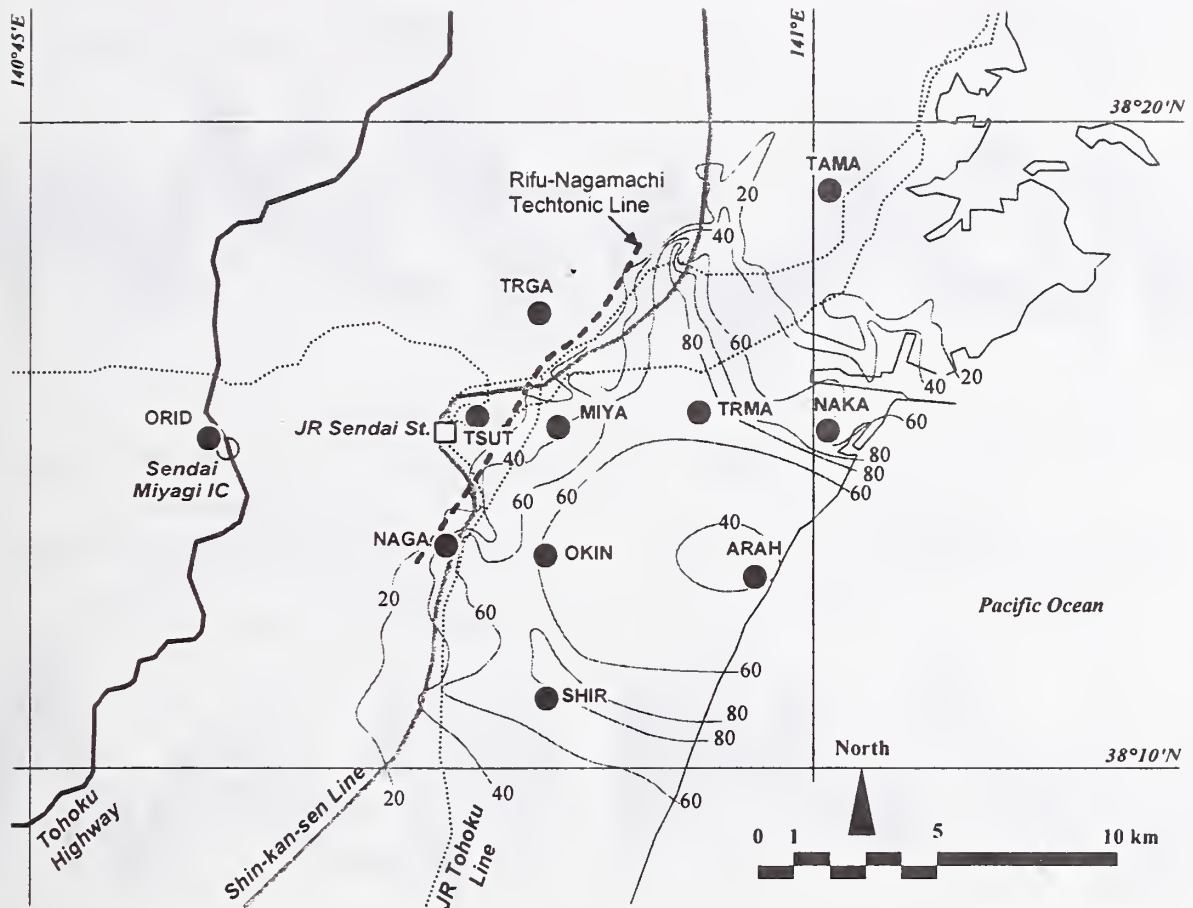 140°45'E
141°E
38°20'N
TAMA
20
Rifu-Nagamachi
Techtonic Line
40
TRGA
60
80
40
20
ORID
JR Sendai St.
TSUT
MIYA
TRMA
NAKA
Sendai
Miyagi IC
40
60
60
80
80
60
NAGA
OKIN
40
ARAH
20
60
Pacific Ocean
60
SHIR
80
80
North
38°10'N
20
40
60
Tohoku
Highway
Shin-kan-sen Line
JR Tohoku
Line
0 1 5 10 km